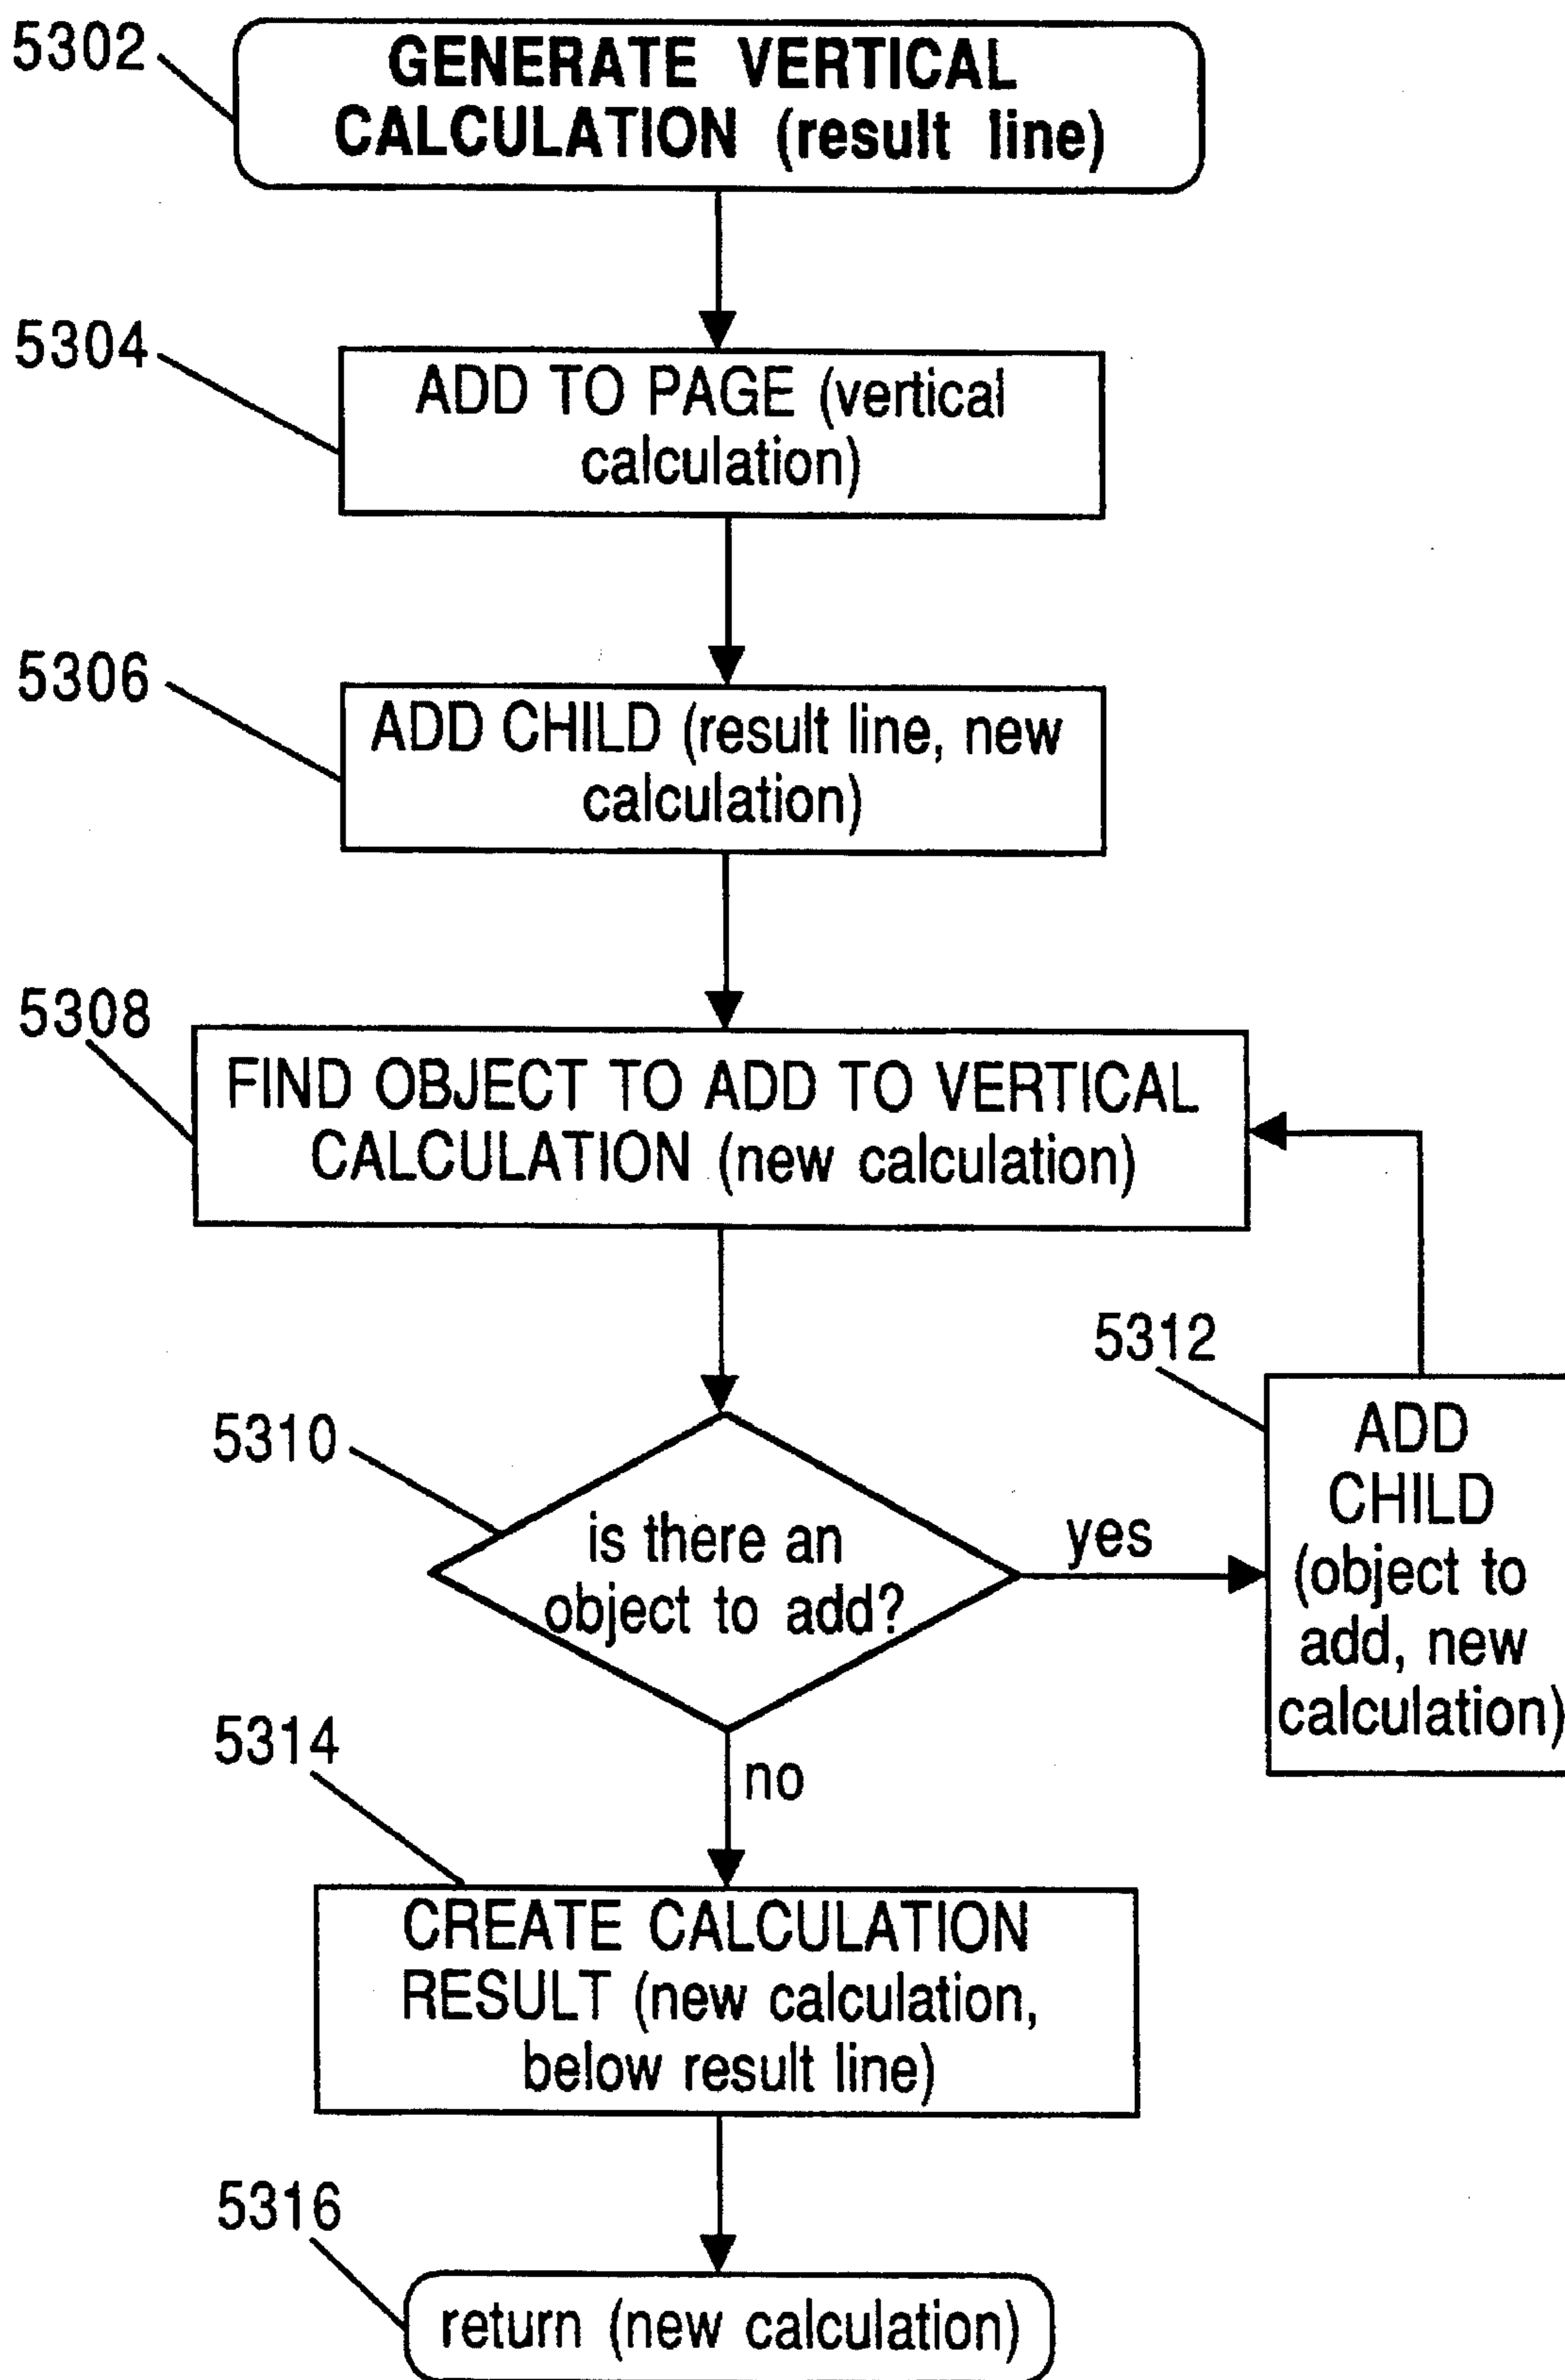 5302
GENERATE VERTICAL
CALCULATION (result line)
5304
ADD TO PAGE (vertical
calculation)
5306
ADD CHILD (result line, new
calculation)
5308
FIND OBJECT TO ADD TO VERTICAL
CALCULATION (new calculation)
5310
is there an
object to add?
yes
5312
ADD
CHILD
(object to
add, new
calculation)
no
5314
CREATE CALCULATION
RESULT (new calculation,
below result line)
5316
return (new calculation)